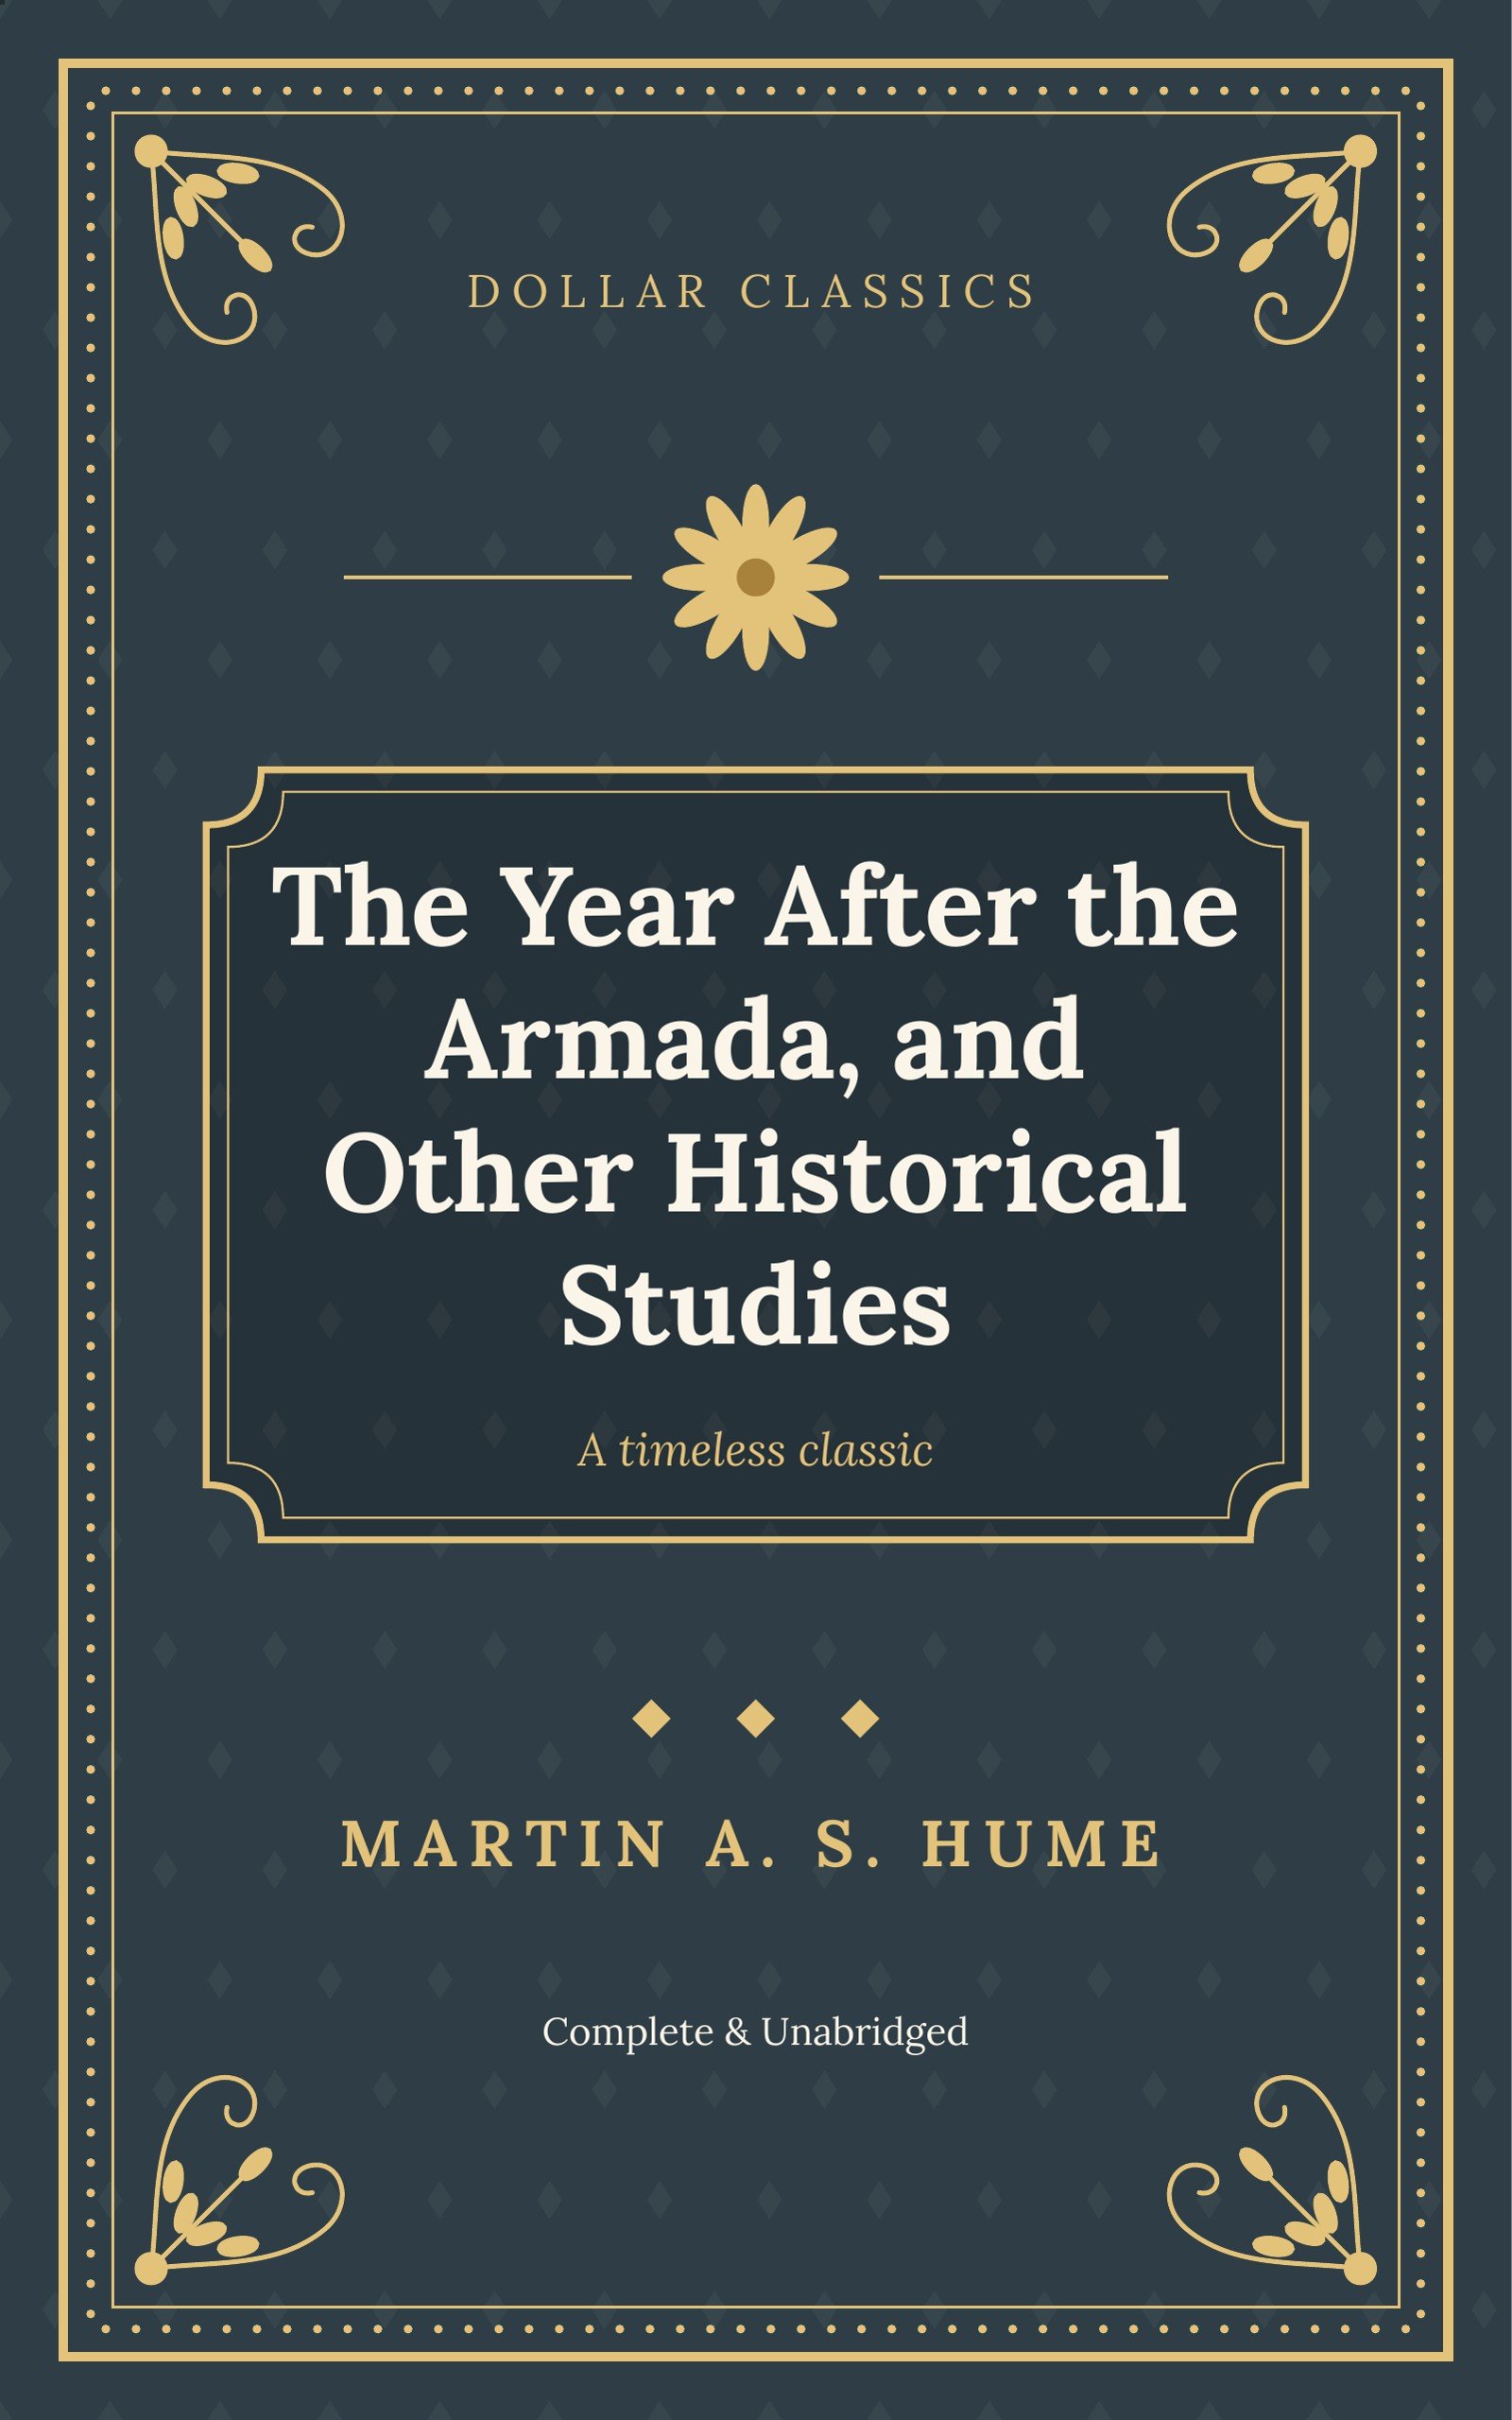 DOLLAR CLASSICS
The Year After the
Armada, and
Other Historical
Studies
A timeless classic
MARTIN A. S. HUME
Complete & Unabridged